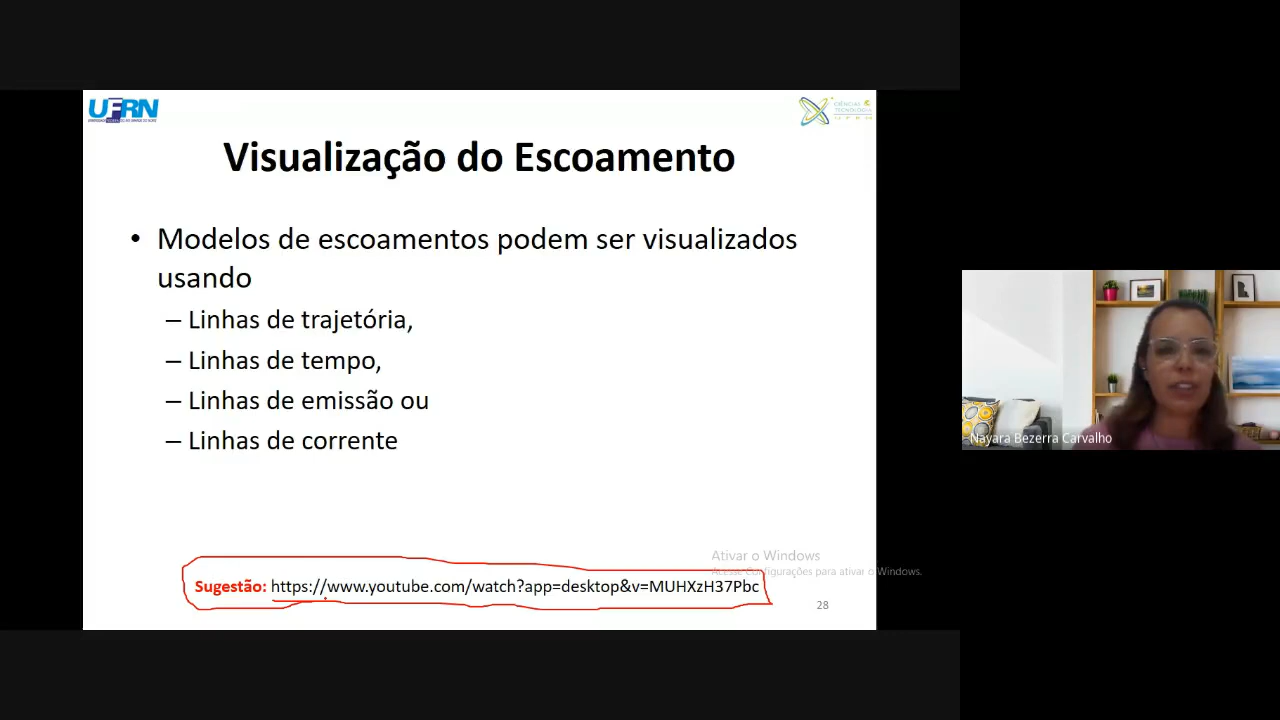 UFRN
CIÊNCIAS &
TECNOLOGIA
UFRN
Visualização do Escoamento
• Modelos de escoamentos podem ser visualizados
usando
– Linhas de trajetória,
– Linhas de tempo,
– Linhas de emissão ou
– Linhas de corrente
Nayara Bezerra Carvalho
Ativar o Windows
Acesse Configurações para ativar o Windows.
Sugestão: https://www.youtube.com/watch?app=desktop&v=MUHXzH37Pbc
28